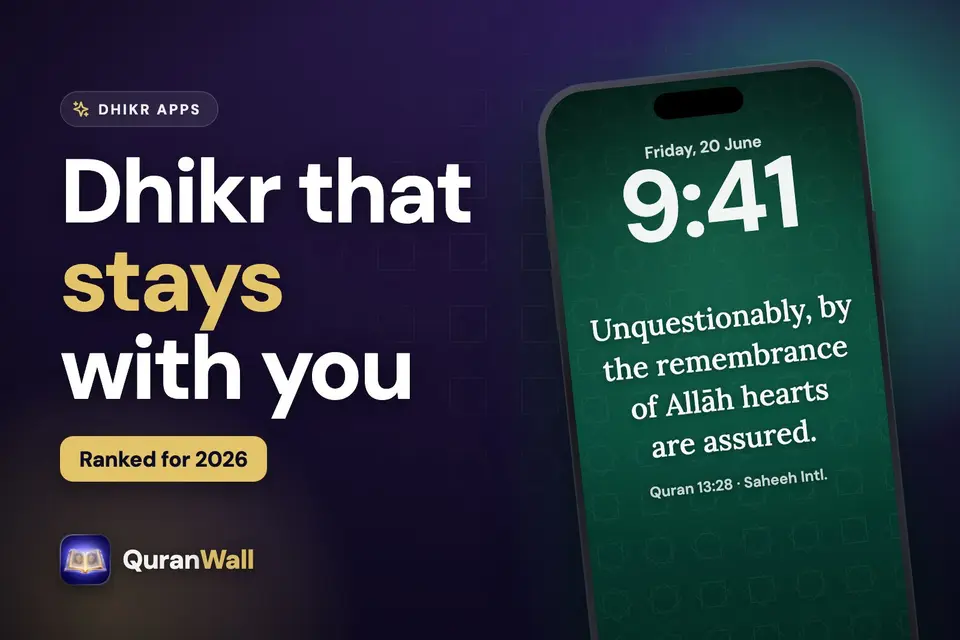 DHIKR APPS
Dhikr that
stays
with you
Ranked for 2026
QuranWall
Friday, 20 June
9:41
Unquestionably, by
the remembrance
of Allāh hearts
are assured.
Quran 13:28 · Saheeh Intl.